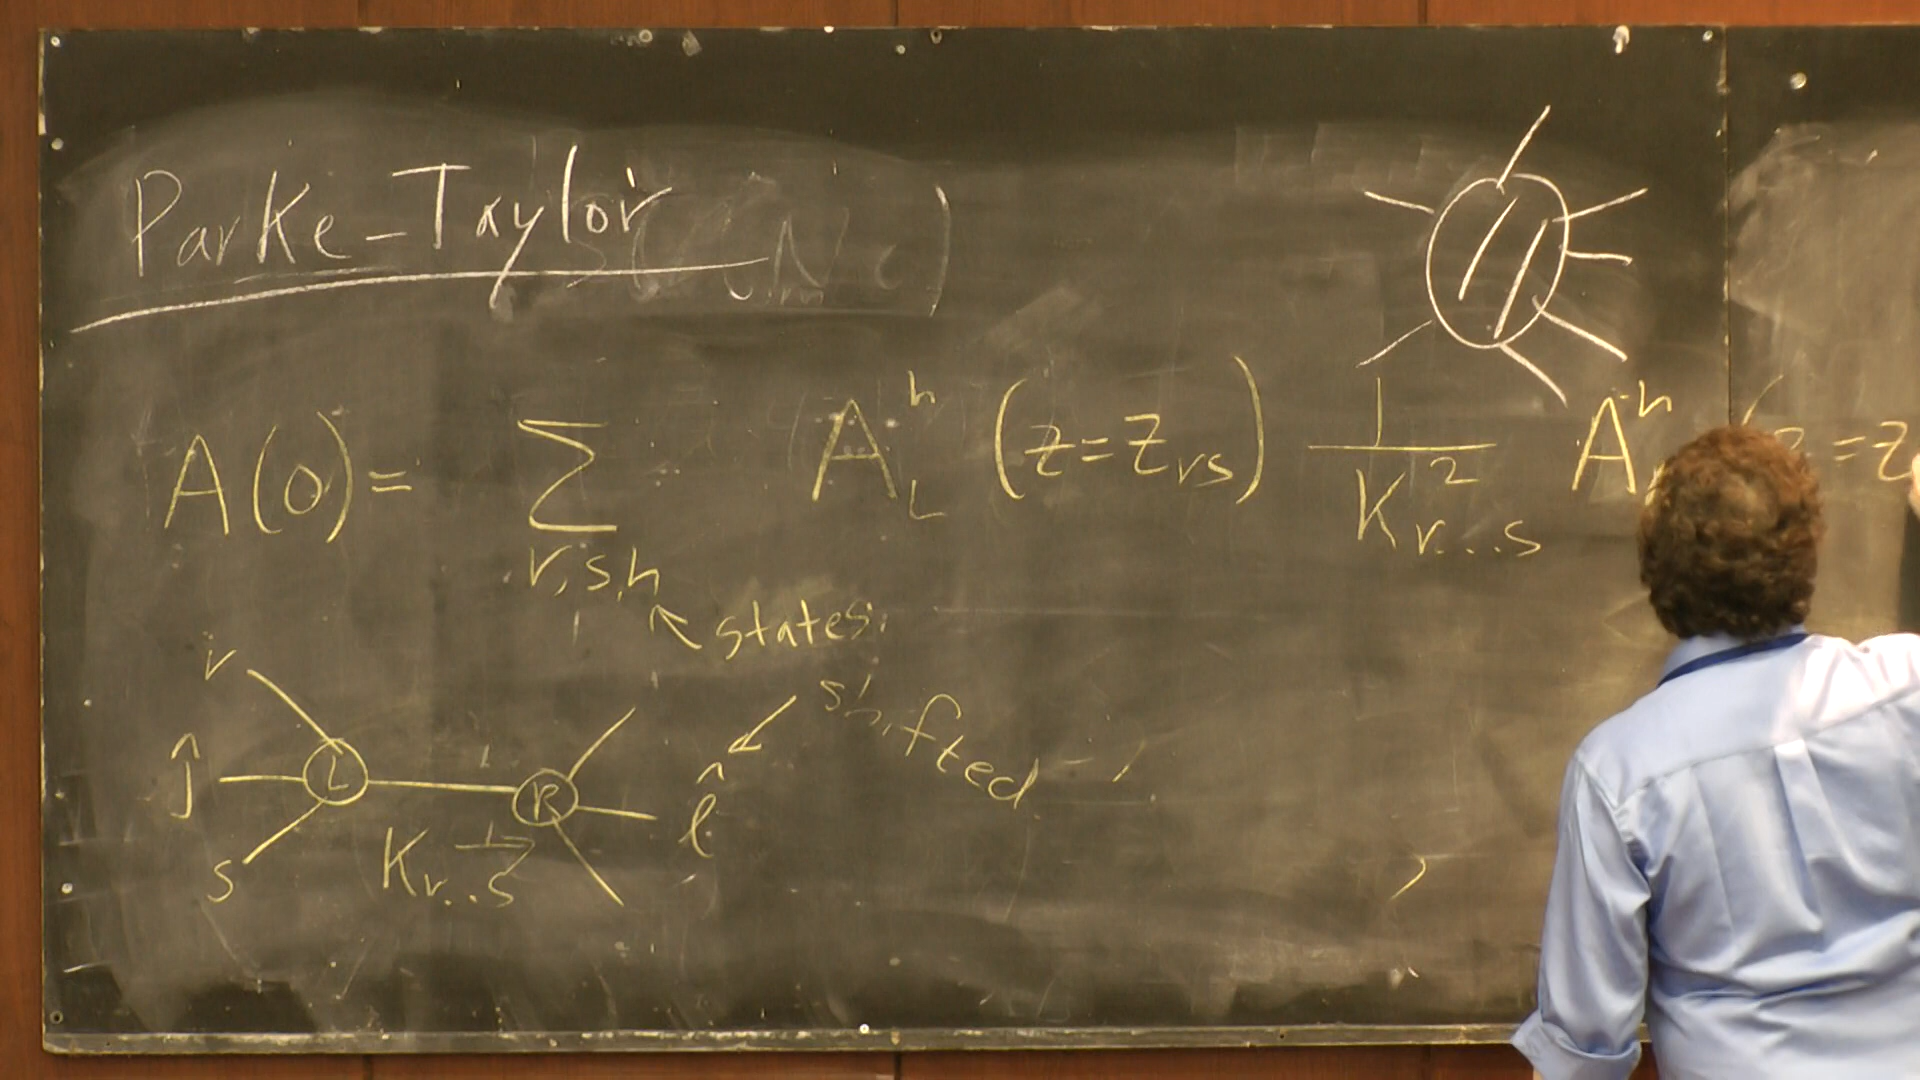 Parke-Taylor
A(0) = Σ A_L^h (z = z_rs) 1/K_r...s^2 A^h = z
r,s,h
states
shifted
r
ĵ L R l̂
s K_r..s